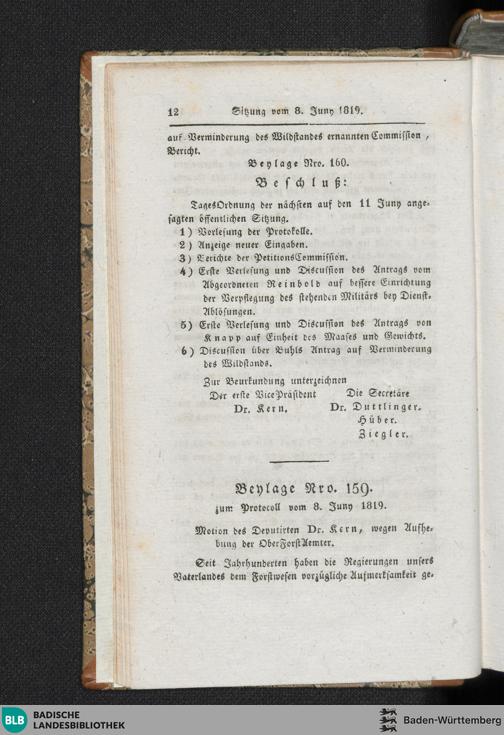 12 Sitzung vom 8. Juny 1819.
auf Verminderung des Wildstandes ernannten Commission,
Bericht.
Beylage Nro. 160.
Beschluß:
TagesOrdnung der nächsten auf den 11 Juny ange-
sagten öffentlichen Sitzung.
1) Vorlesung der Protokolle.
2) Anzeige neuer Eingaben.
3) Berichte der PetitionsCommission.
4) Erste Verlesung und Discussion des Antrags vom
Abgeordneten Reinbold auf bessere Einrichtung
der Verpflegung des stehenden Militärs bey Dienst-
Ablösungen.
5) Erste Verlesung und Discussion des Antrags von
Knapp auf Einheit des Maases und Gewichts.
6) Discussion über Buhls Antrag auf Verminderung
des Wildstands.
Zur Beurkundung unterzeichnen
Der erste VicePräsident Die Secretäre
Dr. Kern. Dr. Duttlinger.
Hüber.
Ziegler.
Beylage Nro. 159.
zum Protocoll vom 8. Juny 1819.
Motion des Deputirten Dr. Kern, wegen Aufhe-
bung der OberForstAemter.
Seit Jahrhunderten haben die Regierungen unsers
Vaterlandes dem Forstwesen vorzügliche Aufmerksamkeit ge-
BLB BADISCHE
LANDESBIBLIOTHEK
Baden-Württemberg